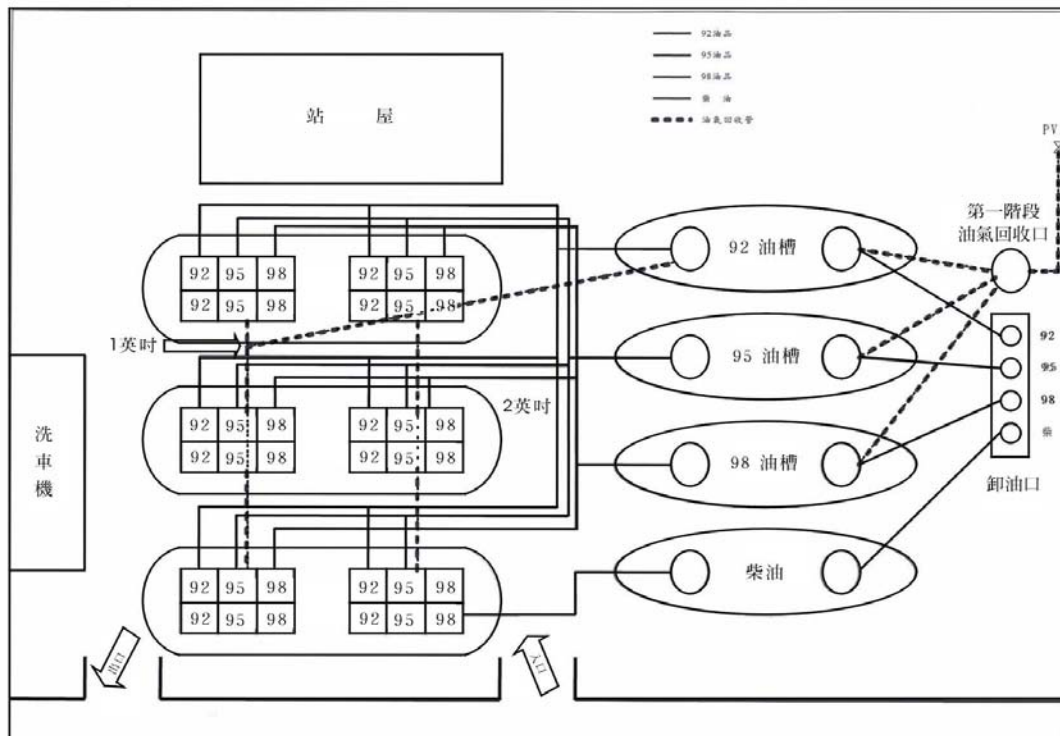 92油品
95油品
98油品
柴 油
油氣回收管
站 屋
PV
第一階段
油氣回收口
92 95 98 92 95 98
92 95 98 92 95 98
1英吋
92 95 98 92 95 98
92 95 98 92 95 98
2英吋
92 95 98 92 95 98
92 95 98 92 95 98
92 油槽
95 油槽
98 油槽
柴油
92
95
98
柴
卸油口
洗車機
出口
入口